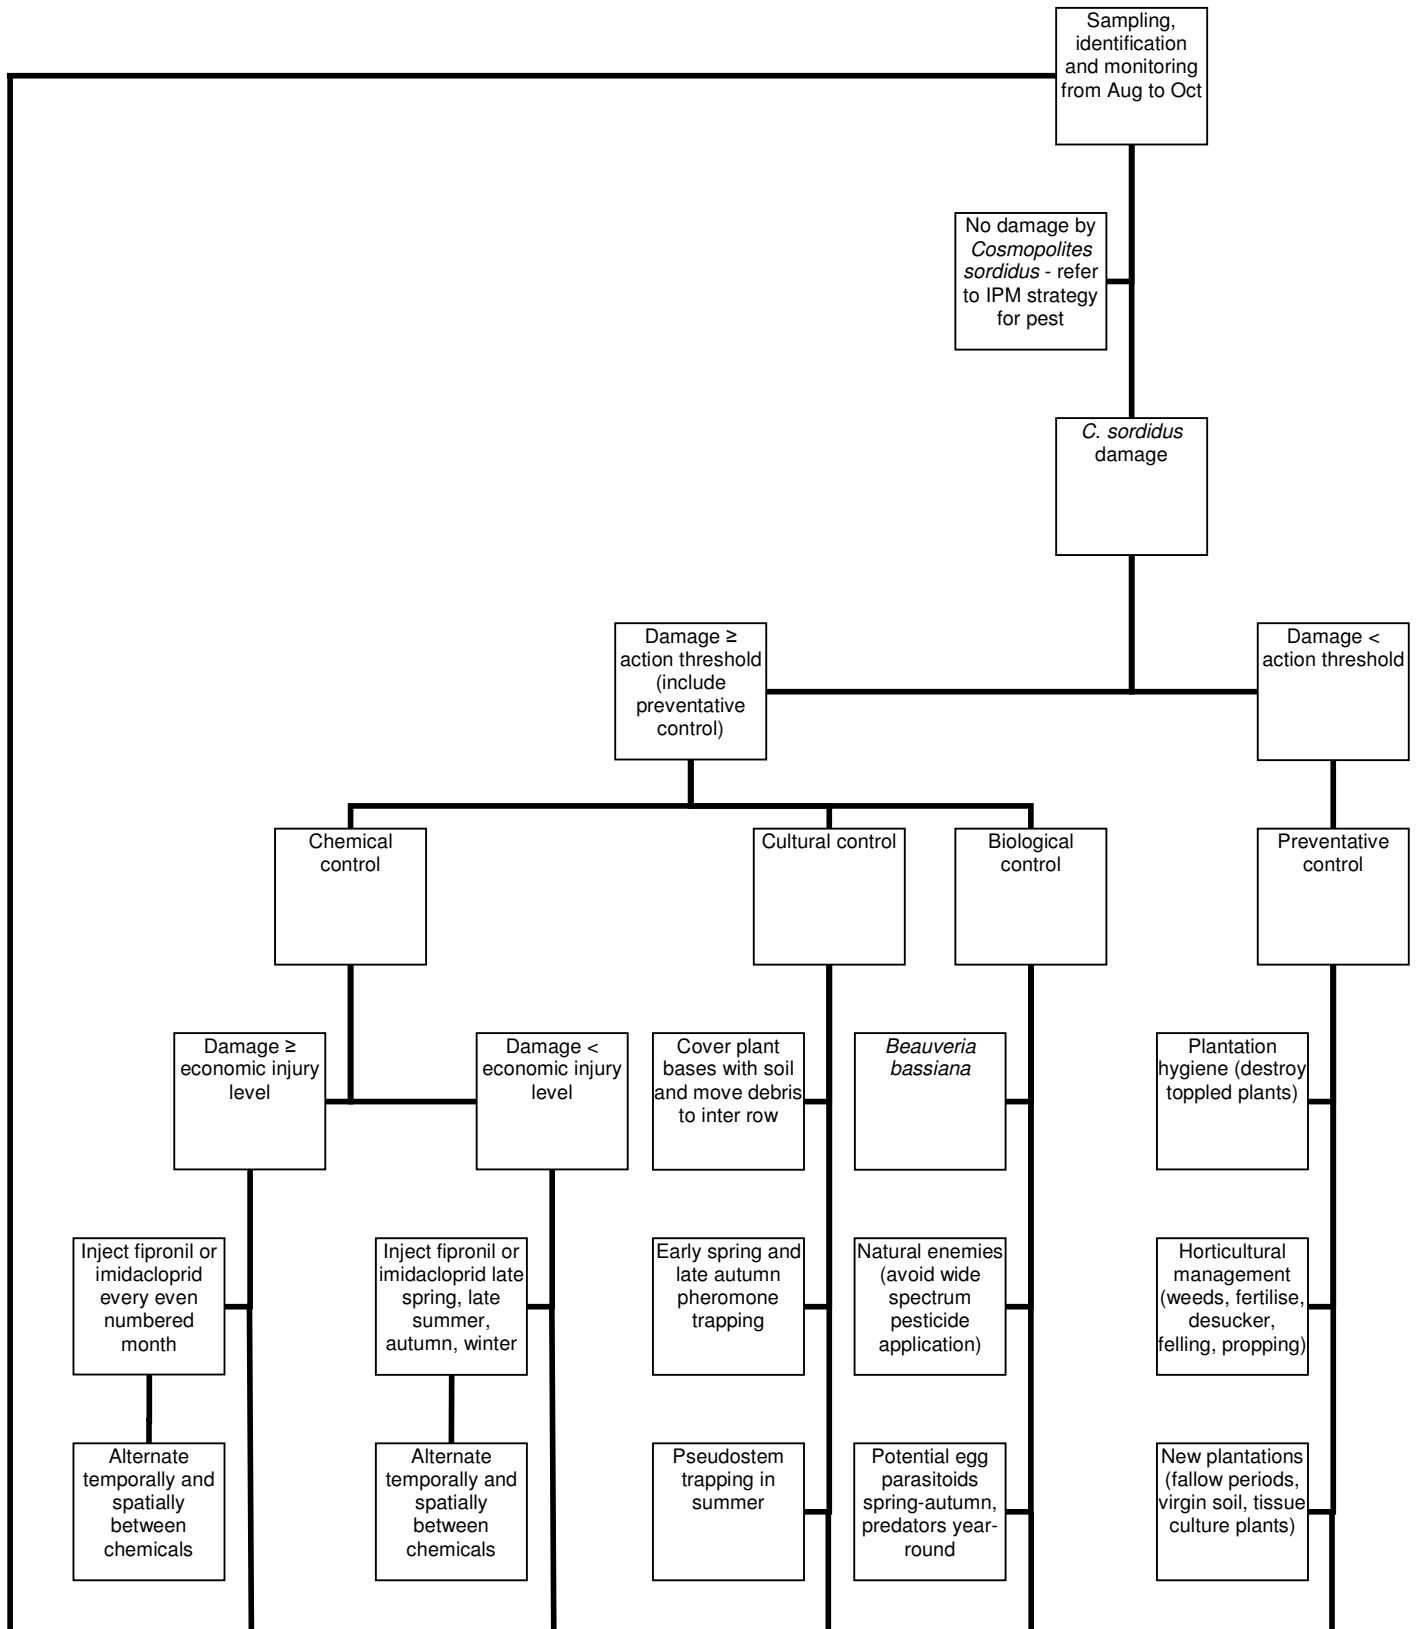 Sampling,
identification
and monitoring
from Aug to Oct
No damage by
Cosmopolites
sordidus - refer
to IPM strategy
for pest
C. sordidus
damage
Damage ≥
action threshold
(include
preventative
control)
Damage <
action threshold
Chemical
control
Cultural control
Biological
control
Preventative
control
Damage ≥
economic injury
level
Damage <
economic injury
level
Cover plant
bases with soil
and move debris
to inter row
Beauveria
bassiana
Plantation
hygiene (destroy
toppled plants)
Inject fipronil or
imidacloprid
every even
numbered
month
Inject fipronil or
imidacloprid late
spring, late
summer,
autumn, winter
Early spring and
late autumn
pheromone
trapping
Natural enemies
(avoid wide
spectrum
pesticide
application)
Horticultural
management
(weeds, fertilise,
desucker,
felling, propping)
Alternate
temporally and
spatially
between
chemicals
Alternate
temporally and
spatially
between
chemicals
Pseudostem
trapping in
summer
Potential egg
parasitoids
spring-autumn,
predators year-
round
New plantations
(fallow periods,
virgin soil, tissue
culture plants)